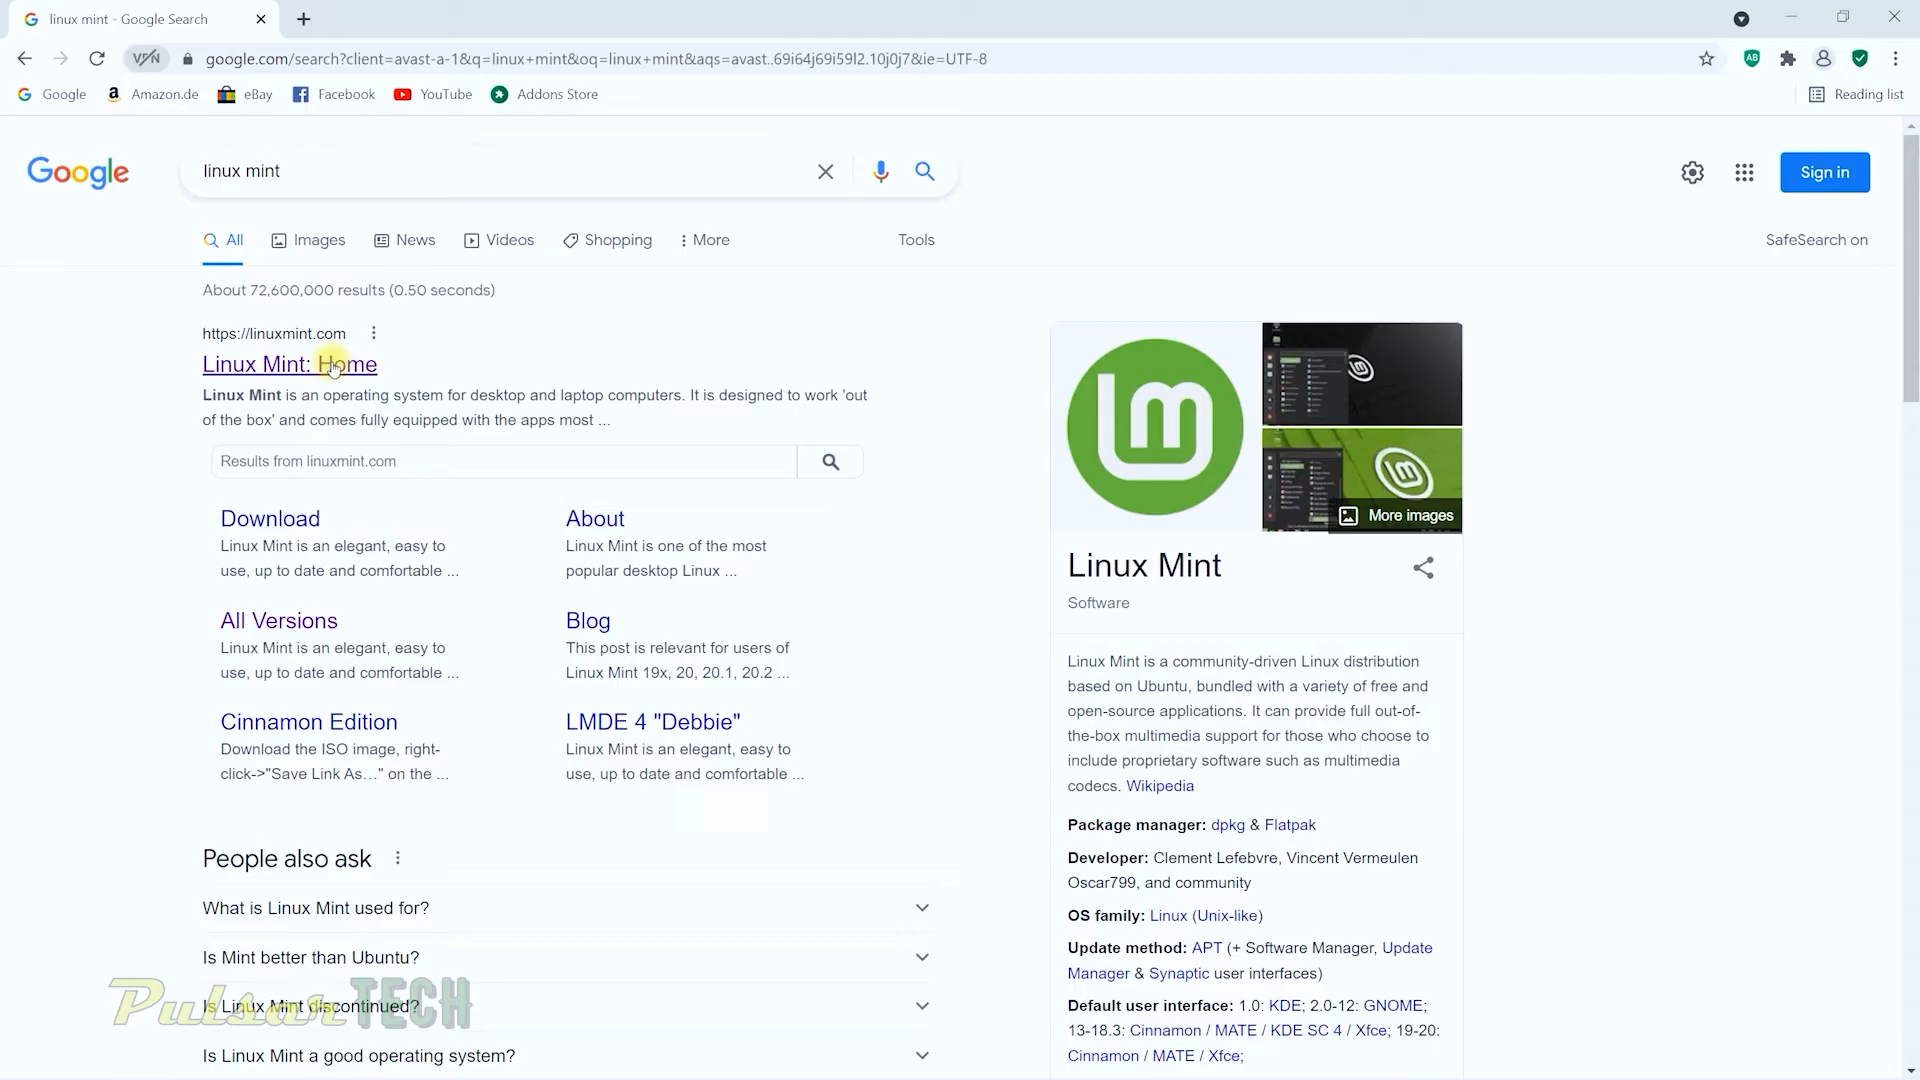 linux mint - Google Search
VPN
google.com/search?client=avast-a-1&q=linux+mint&oq=linux+mint&aqs=avast..69i64j69i59l2.10j0j7&ie=UTF-8
AB
Google
Amazon.de
eBay
Facebook
YouTube
Addons Store
Reading list
Google
linux mint
Sign in
All
Images
News
Videos
Shopping
More
Tools
SafeSearch on
About 72,600,000 results (0.50 seconds)
https://linuxmint.com
Linux Mint: Home
Linux Mint is an operating system for desktop and laptop computers. It is designed to work 'out
of the box' and comes fully equipped with the apps most ...
Results from linuxmint.com
Download
Linux Mint is an elegant, easy to
use, up to date and comfortable ...
About
Linux Mint is one of the most
popular desktop Linux ...
All Versions
Linux Mint is an elegant, easy to
use, up to date and comfortable ...
Blog
This post is relevant for users of
Linux Mint 19x, 20, 20.1, 20.2 ...
Cinnamon Edition
Download the ISO image, right-
click->"Save Link As…" on the ...
LMDE 4 "Debbie"
Linux Mint is an elegant, easy to
use, up to date and comfortable ...
People also ask
What is Linux Mint used for?
Is Mint better than Ubuntu?
Is Linux Mint discontinued?
Is Linux Mint a good operating system?
PulsarTECH
More images
Linux Mint
Software
Linux Mint is a community-driven Linux distribution
based on Ubuntu, bundled with a variety of free and
open-source applications. It can provide full out-of-
the-box multimedia support for those who choose to
include proprietary software such as multimedia
codecs. Wikipedia
Package manager: dpkg & Flatpak
Developer: Clement Lefebvre, Vincent Vermeulen
Oscar799, and community
OS family: Linux (Unix-like)
Update method: APT (+ Software Manager, Update
Manager & Synaptic user interfaces)
Default user interface: 1.0: KDE; 2.0-12: GNOME;
13-18.3: Cinnamon / MATE / KDE SC 4 / Xfce; 19-20:
Cinnamon / MATE / Xfce;